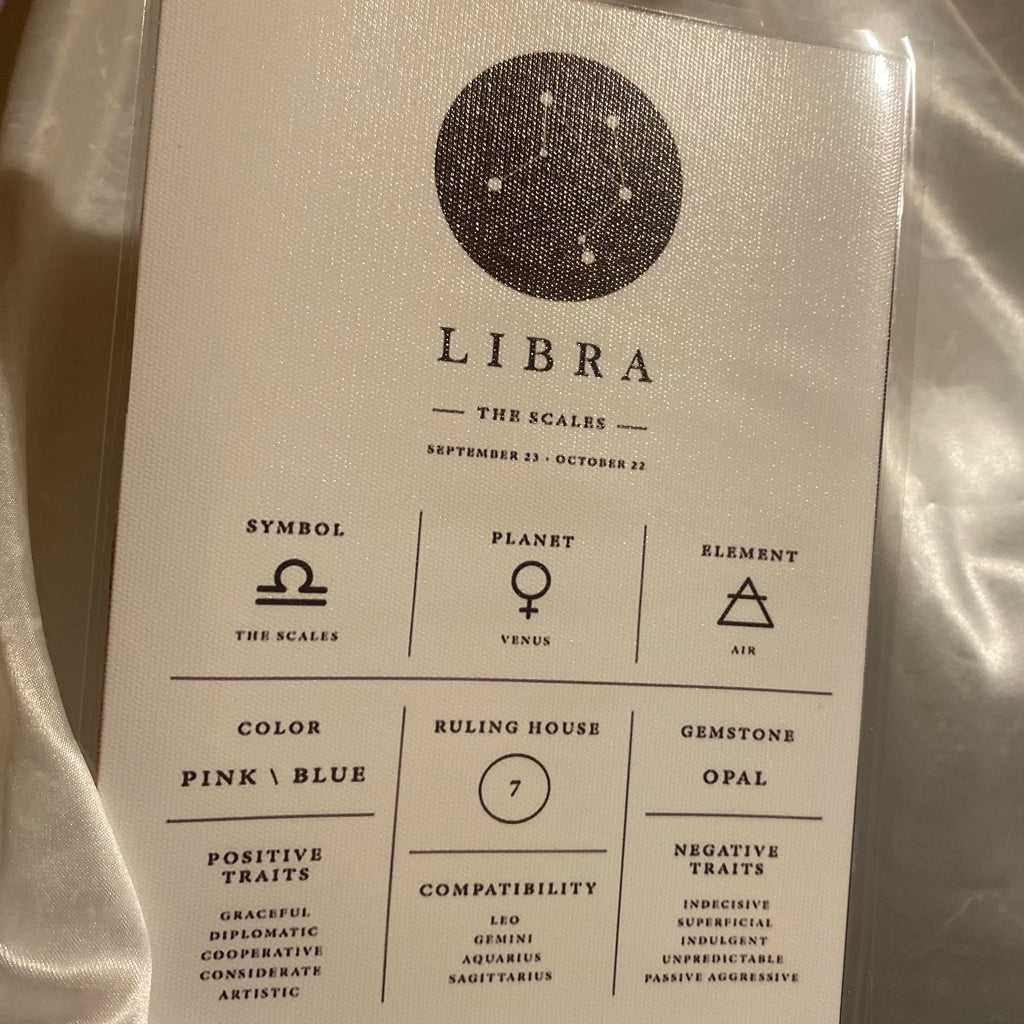 LIBRA
THE SCALES
SEPTEMBER 23 · OCTOBER 22
SYMBOL
THE SCALES
PLANET
VENUS
ELEMENT
AIR
COLOR
PINK \ BLUE
RULING HOUSE
7
GEMSTONE
OPAL
POSITIVE
TRAITS
GRACEFUL
DIPLOMATIC
COOPERATIVE
CONSIDERATE
ARTISTIC
COMPATIBILITY
LEO
GEMINI
AQUARIUS
SAGITTARIUS
NEGATIVE
TRAITS
INDECISIVE
SUPERFICIAL
INDULGENT
UNPREDICTABLE
PASSIVE AGGRESSIVE